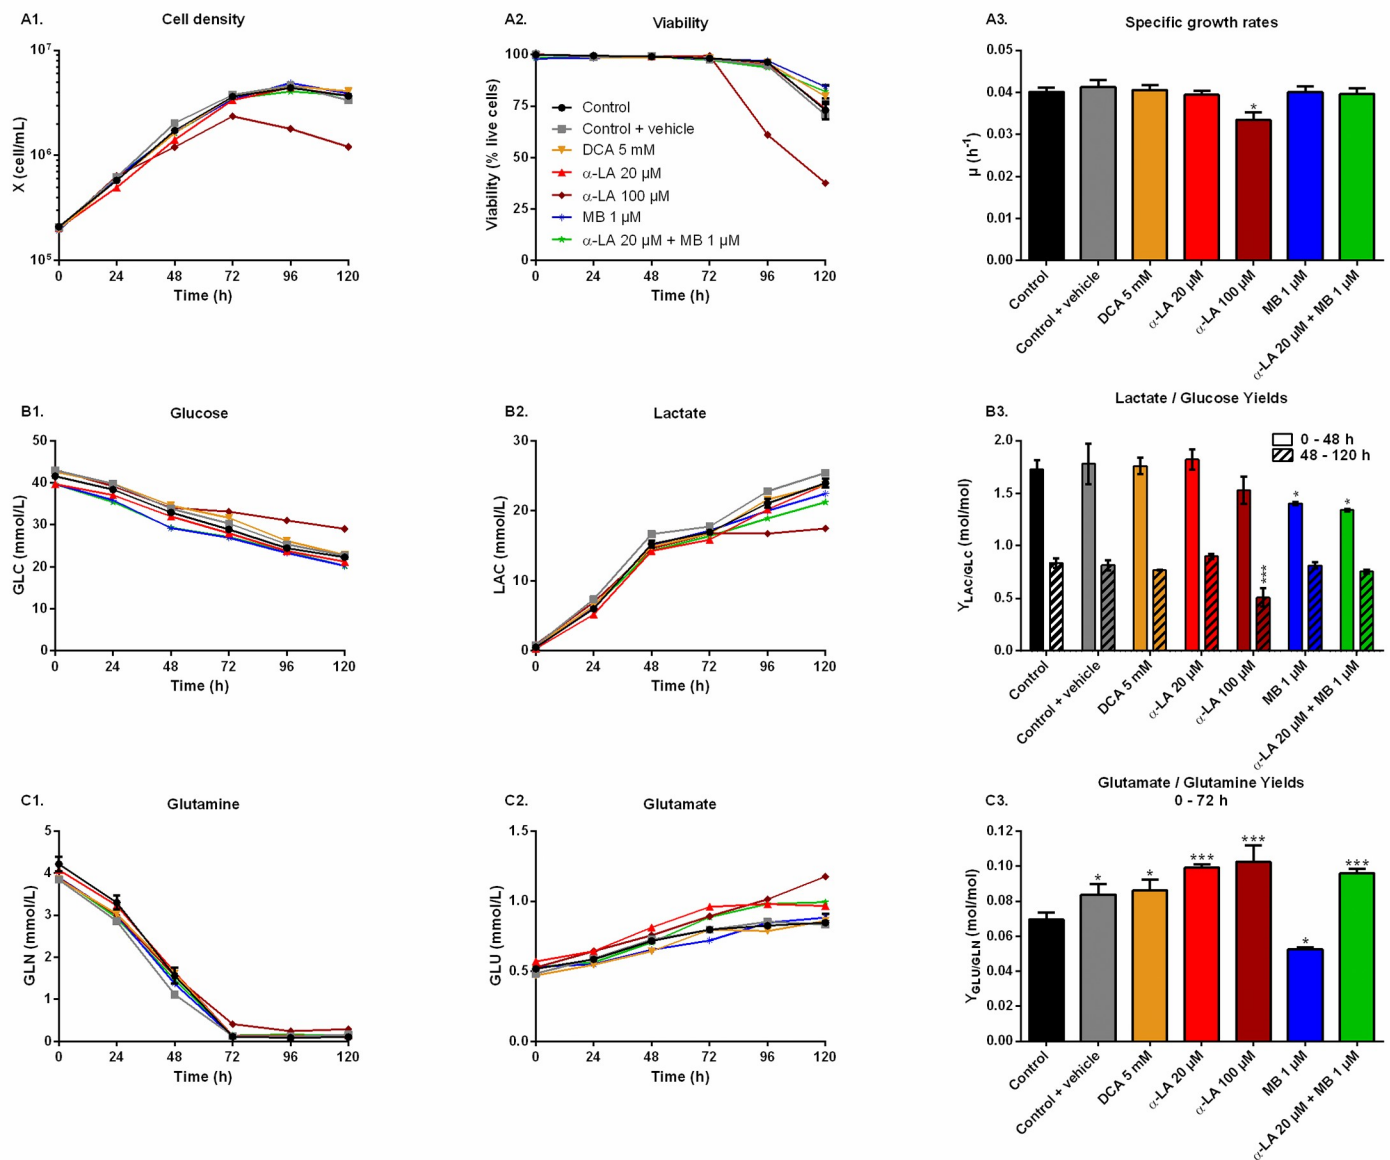 A1.
Cell density
10^7
10^6
10^5
X (cell/mL)
0 24 48 72 96 120
Time (h)
A2.
Viability
100
75
50
25
0
Viability (% live cells)
Control
Control + vehicle
DCA 5 mM
α-LA 20 µM
α-LA 100 µM
MB 1 µM
α-LA 20 µM + MB 1 µM
0 24 48 72 96 120
Time (h)
A3.
Specific growth rates
0.05
0.04
0.03
0.02
0.01
0.00
µ (h⁻¹)
*
Control
Control + vehicle
DCA 5 mM
α-LA 20 µM
α-LA 100 µM
MB 1 µM
α-LA 20 µM + MB 1 µM
B1.
Glucose
50
40
30
20
10
0
GLC (mmol/L)
0 24 48 72 96 120
Time (h)
B2.
Lactate
30
20
10
0
LAC (mmol/L)
0 24 48 72 96 120
Time (h)
B3.
Lactate / Glucose Yields
0 - 48 h
48 - 120 h
2.0
1.5
1.0
0.5
0.0
Y LAC/GLC (mol/mol)
*** * *
Control
Control + vehicle
DCA 5 mM
α-LA 20 µM
α-LA 100 µM
MB 1 µM
α-LA 20 µM + MB 1 µM
C1.
Glutamine
5
4
3
2
1
0
GLN (mmol/L)
0 24 48 72 96 120
Time (h)
C2.
Glutamate
1.5
1.0
0.5
0.0
GLU (mmol/L)
0 24 48 72 96 120
Time (h)
C3.
Glutamate / Glutamine Yields
0 - 72 h
0.12
0.10
0.08
0.06
0.04
0.02
0.00
Y GLU/GLN (mol/mol)
* * *** *** * ***
Control
Control + vehicle
DCA 5 mM
α-LA 20 µM
α-LA 100 µM
MB 1 µM
α-LA 20 µM + MB 1 µM